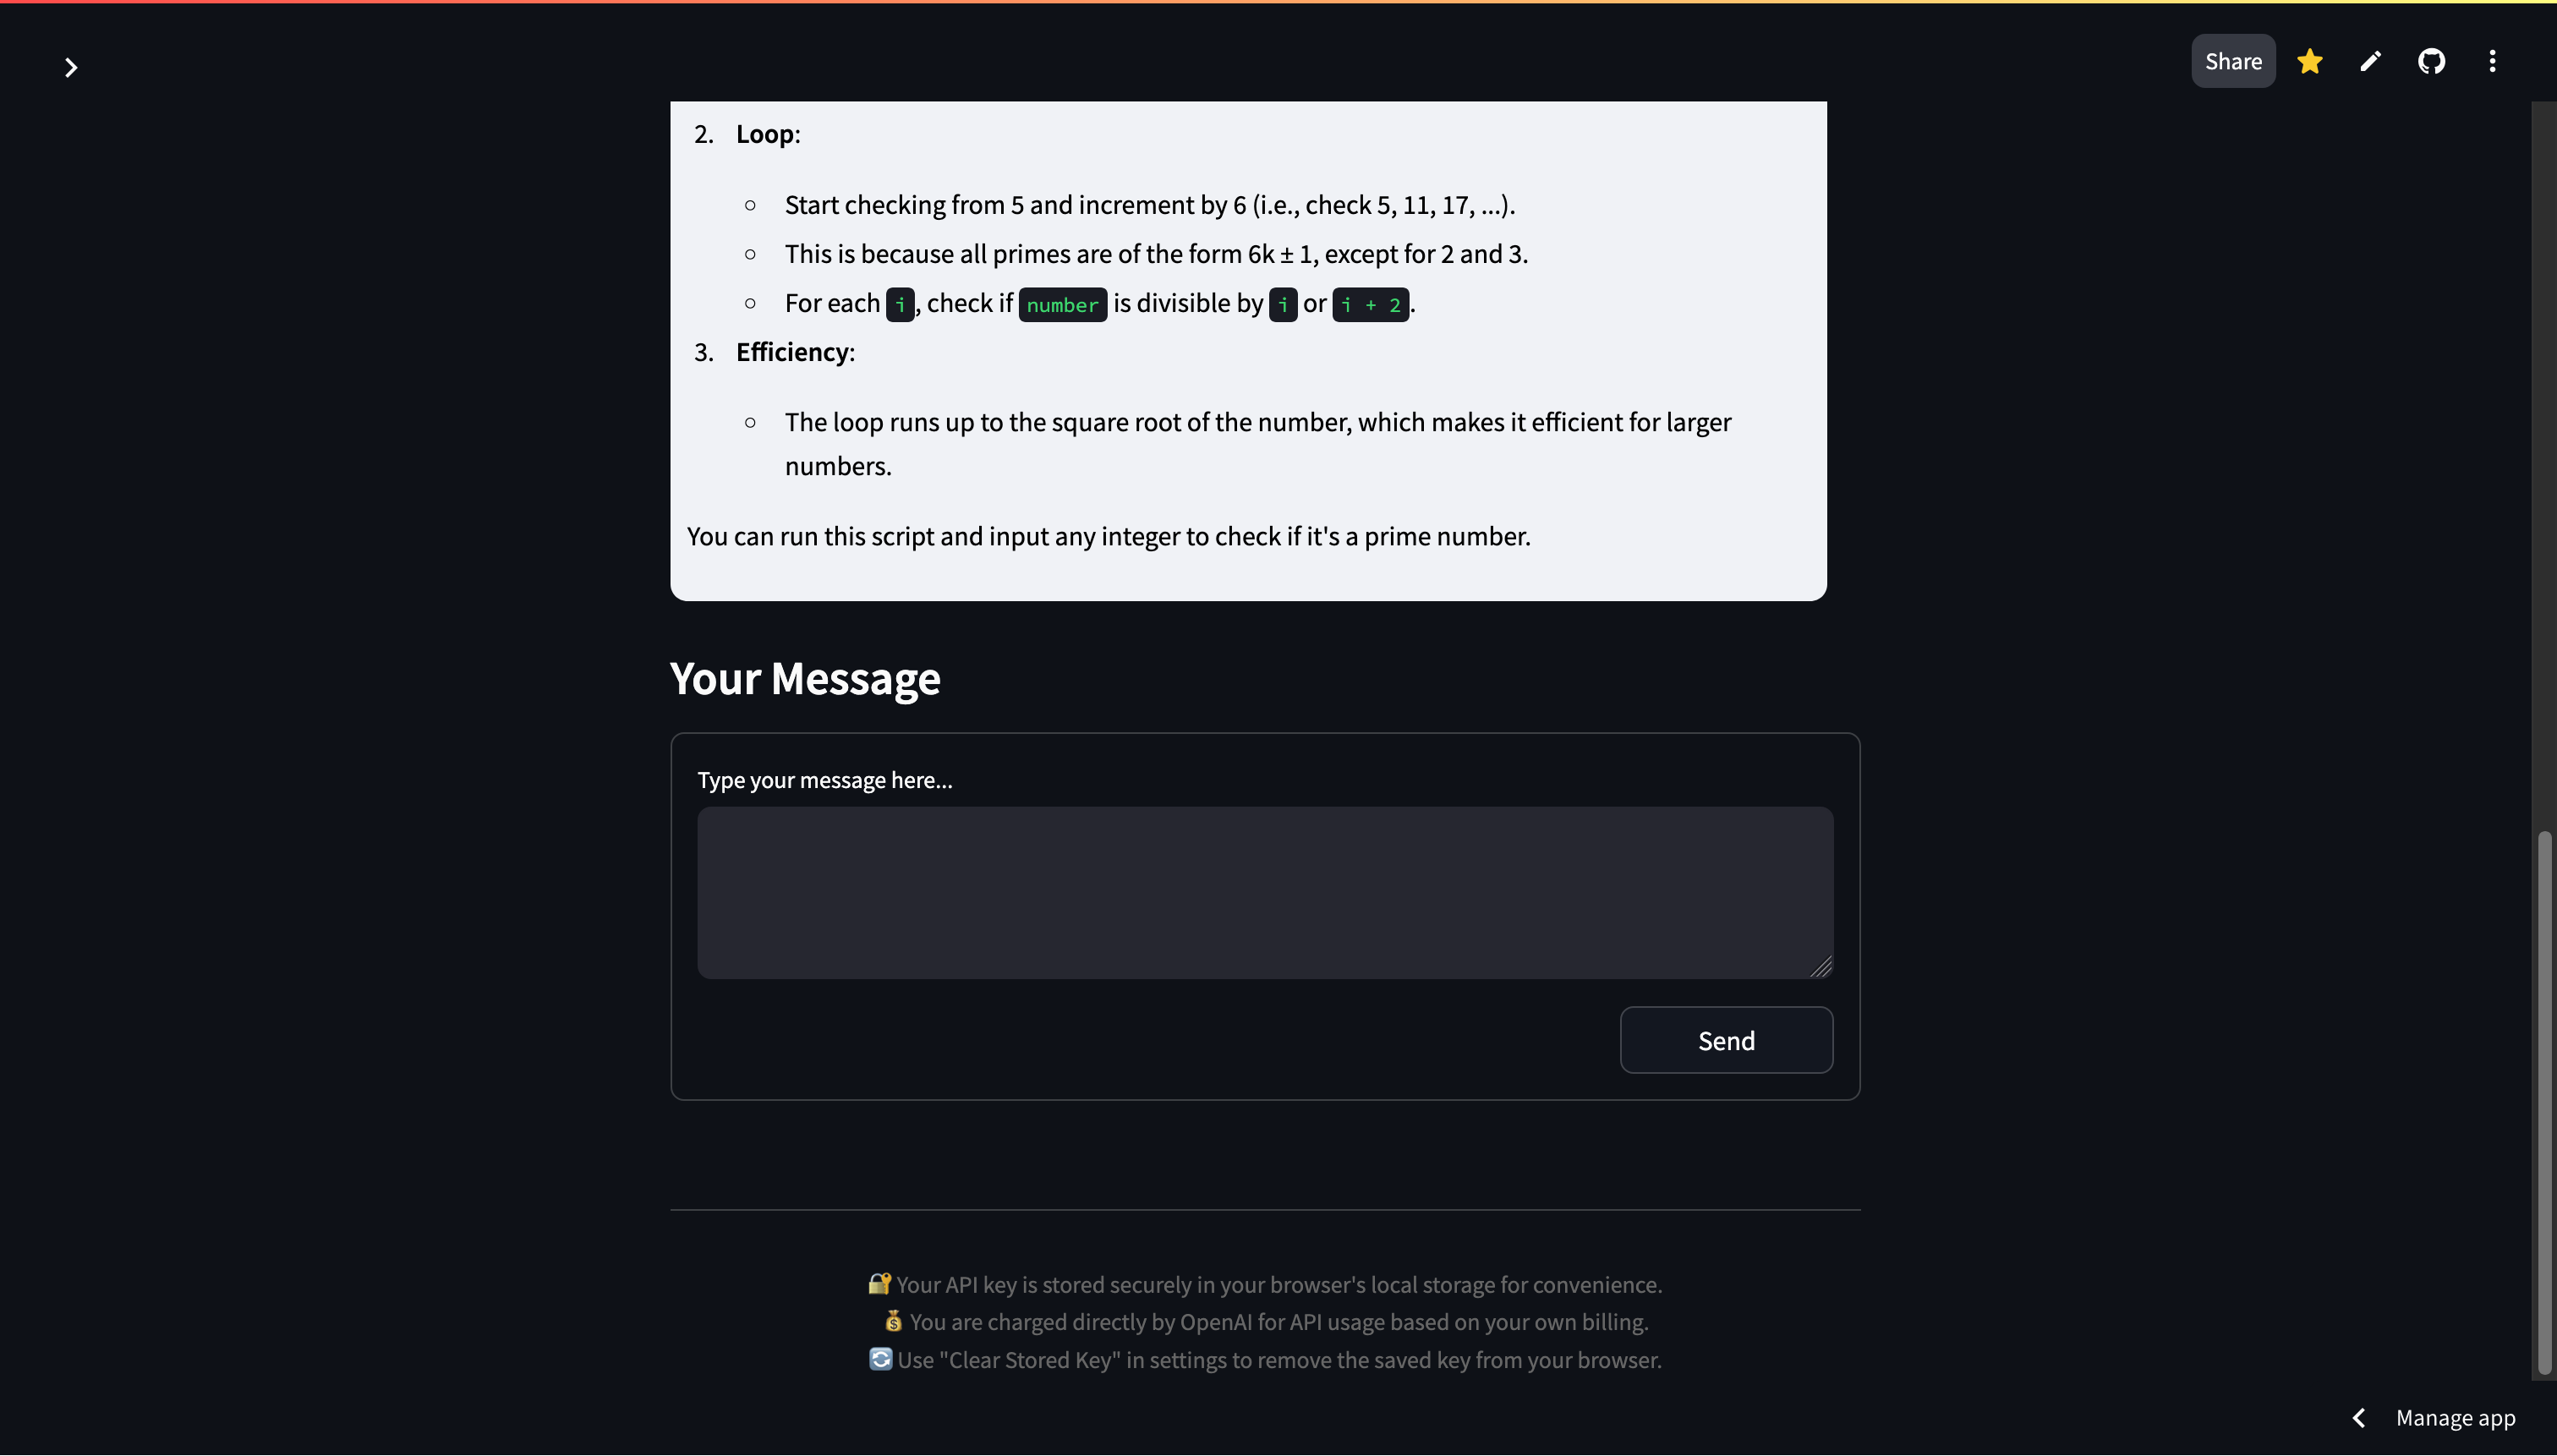 Share
2. Loop:
○ Start checking from 5 and increment by 6 (i.e., check 5, 11, 17, ...).
○ This is because all primes are of the form 6k ± 1, except for 2 and 3.
○ For each i, check if number is divisible by i or i + 2.
3. Efficiency:
○ The loop runs up to the square root of the number, which makes it efficient for larger
numbers.
You can run this script and input any integer to check if it's a prime number.
Your Message
Type your message here...
Send
🔐 Your API key is stored securely in your browser's local storage for convenience.
💰 You are charged directly by OpenAI for API usage based on your own billing.
🔄 Use "Clear Stored Key" in settings to remove the saved key from your browser.
Manage app